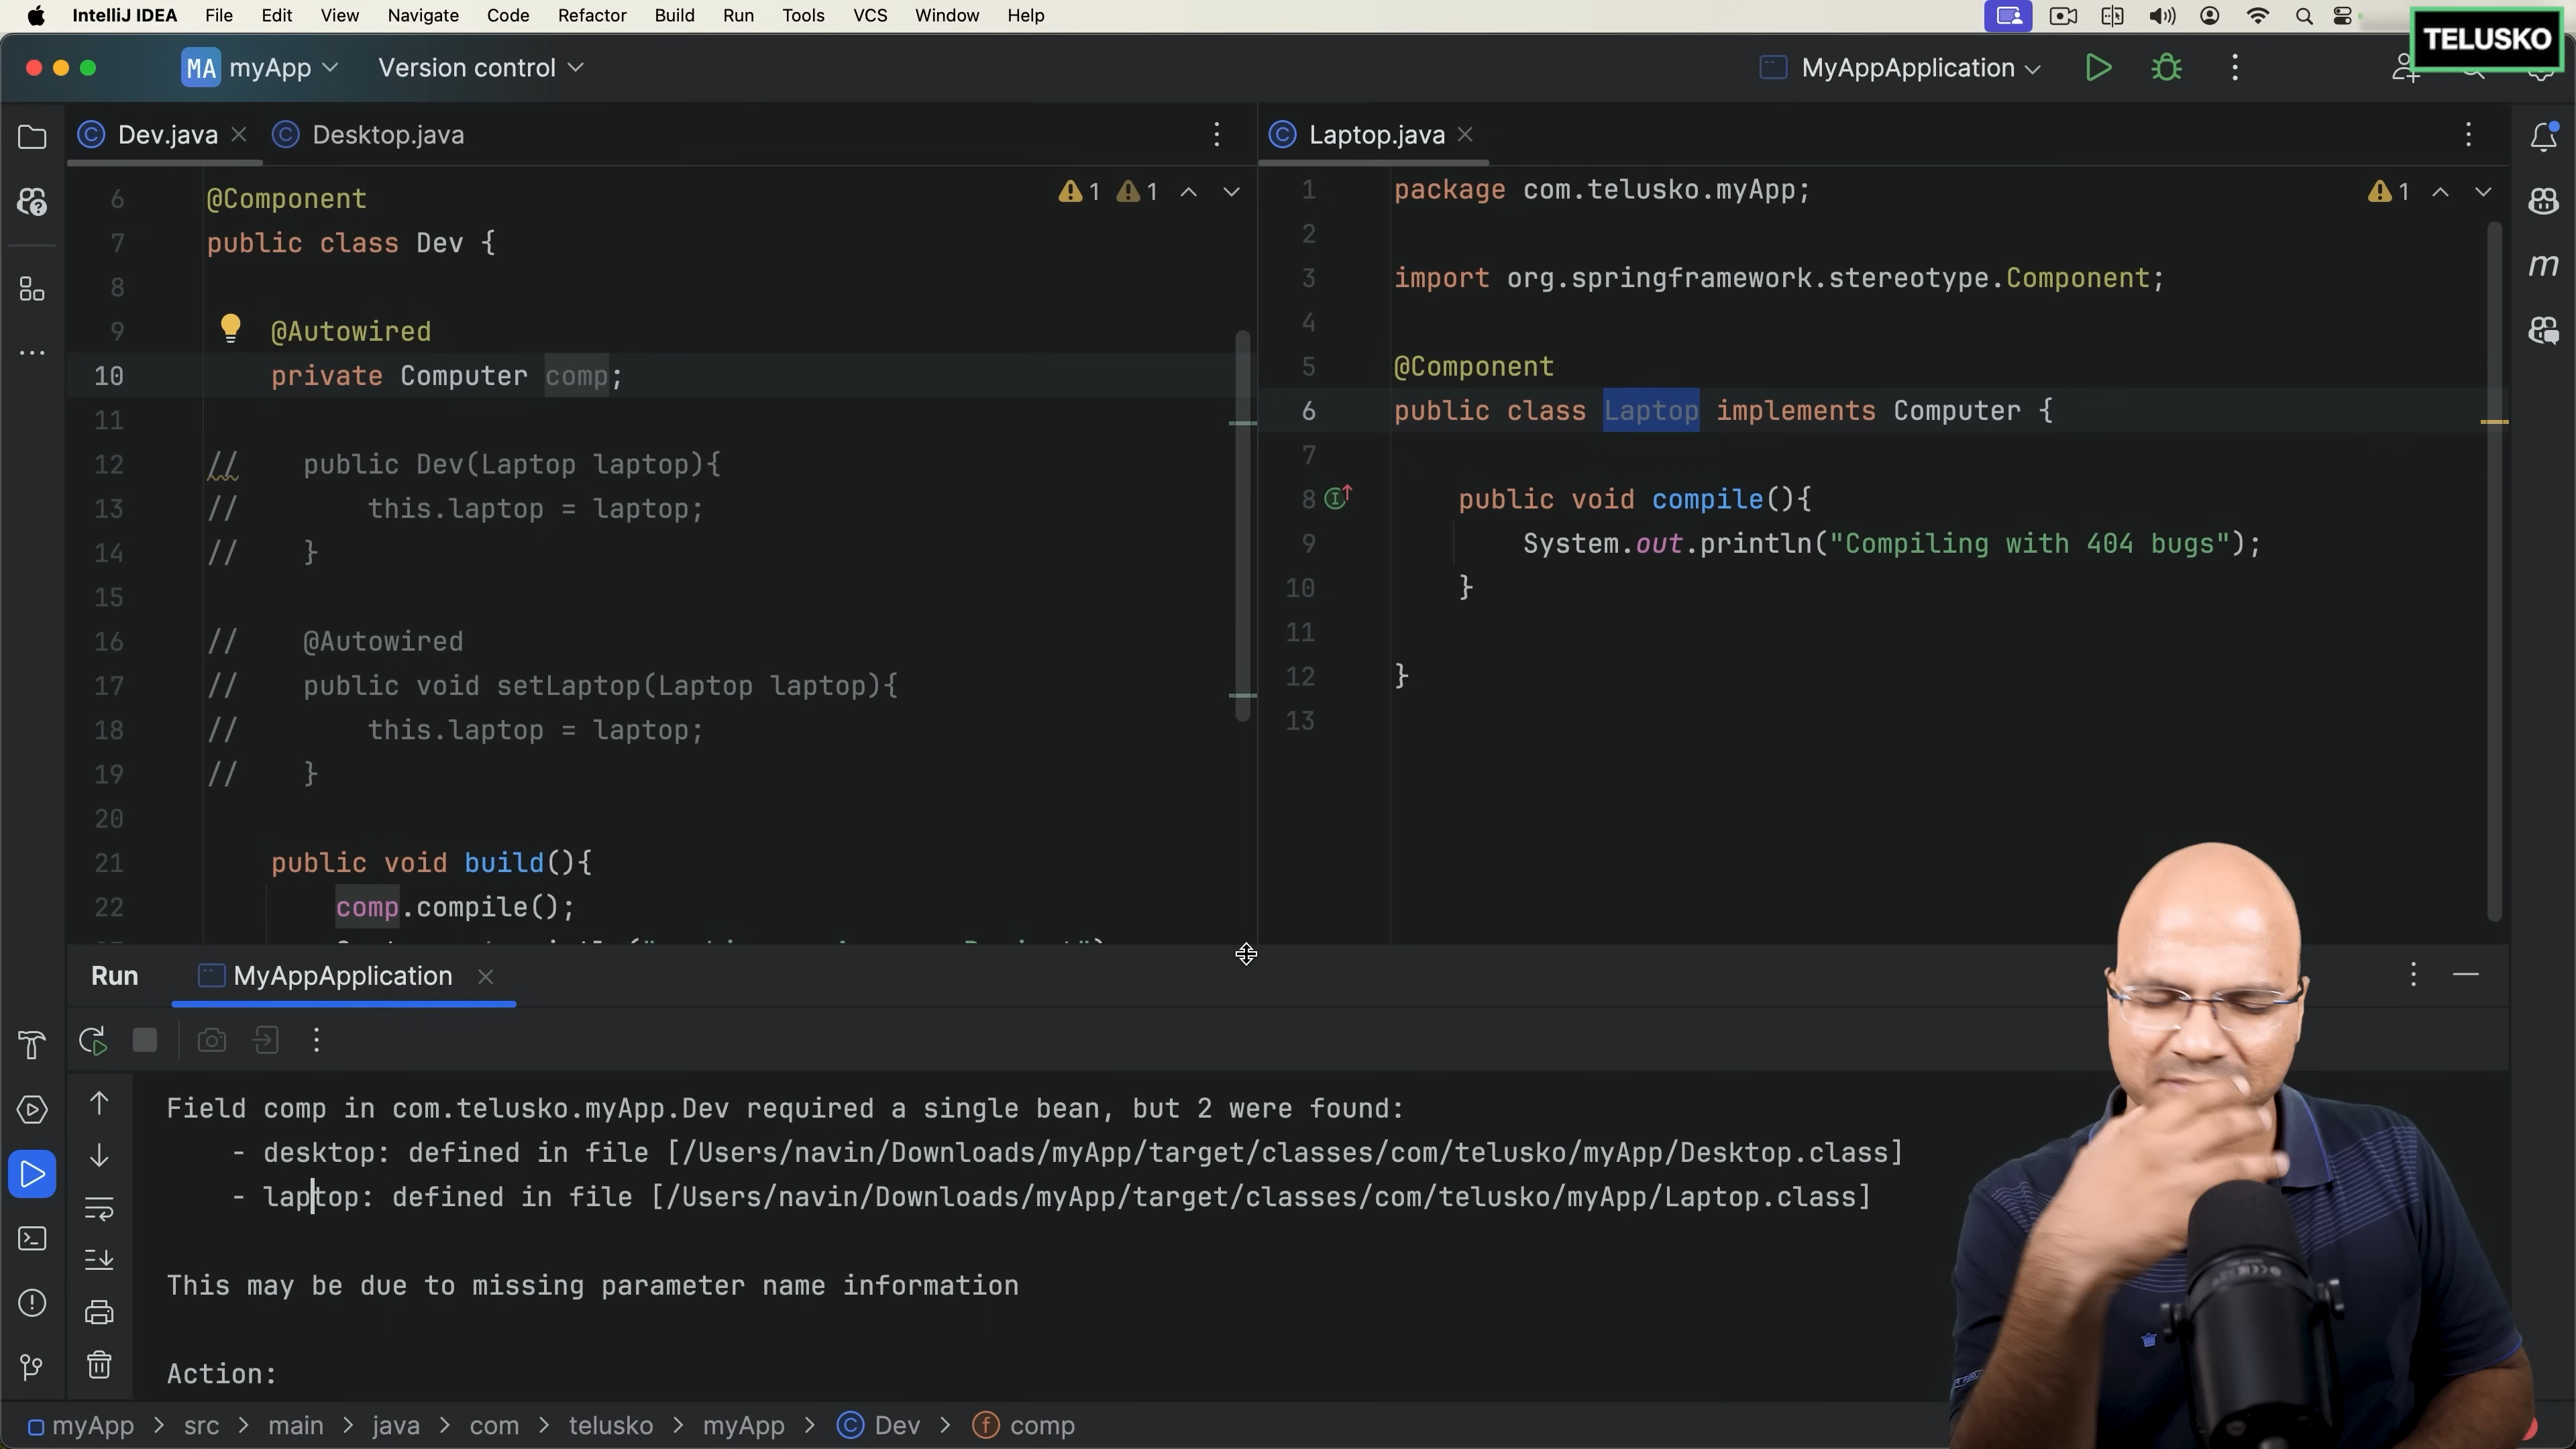 IntelliJ IDEA File Edit View Navigate Code Refactor Build Run Tools VCS Window Help
TELUSKO
MA myApp Version control MyAppApplication
Dev.java Desktop.java
6 @Component
1 1
7 public class Dev {
8
9 @Autowired
10 private Computer comp;
11
12 // public Dev(Laptop laptop){
13 // this.laptop = laptop;
14 // }
15
16 // @Autowired
17 // public void setLaptop(Laptop laptop){
18 // this.laptop = laptop;
19 // }
20
21 public void build(){
22 comp.compile();
Laptop.java
1 package com.telusko.myApp;
1
2
3 import org.springframework.stereotype.Component;
4
5 @Component
6 public class Laptop implements Computer {
7
8 public void compile(){
9 System.out.println("Compiling with 404 bugs");
10 }
11
12 }
13
Run MyAppApplication
Field comp in com.telusko.myApp.Dev required a single bean, but 2 were found:
- desktop: defined in file [/Users/navin/Downloads/myApp/target/classes/com/telusko/myApp/Desktop.class]
- laptop: defined in file [/Users/navin/Downloads/myApp/target/classes/com/telusko/myApp/Laptop.class]
This may be due to missing parameter name information
Action:
myApp > src > main > java > com > telusko > myApp > Dev > comp